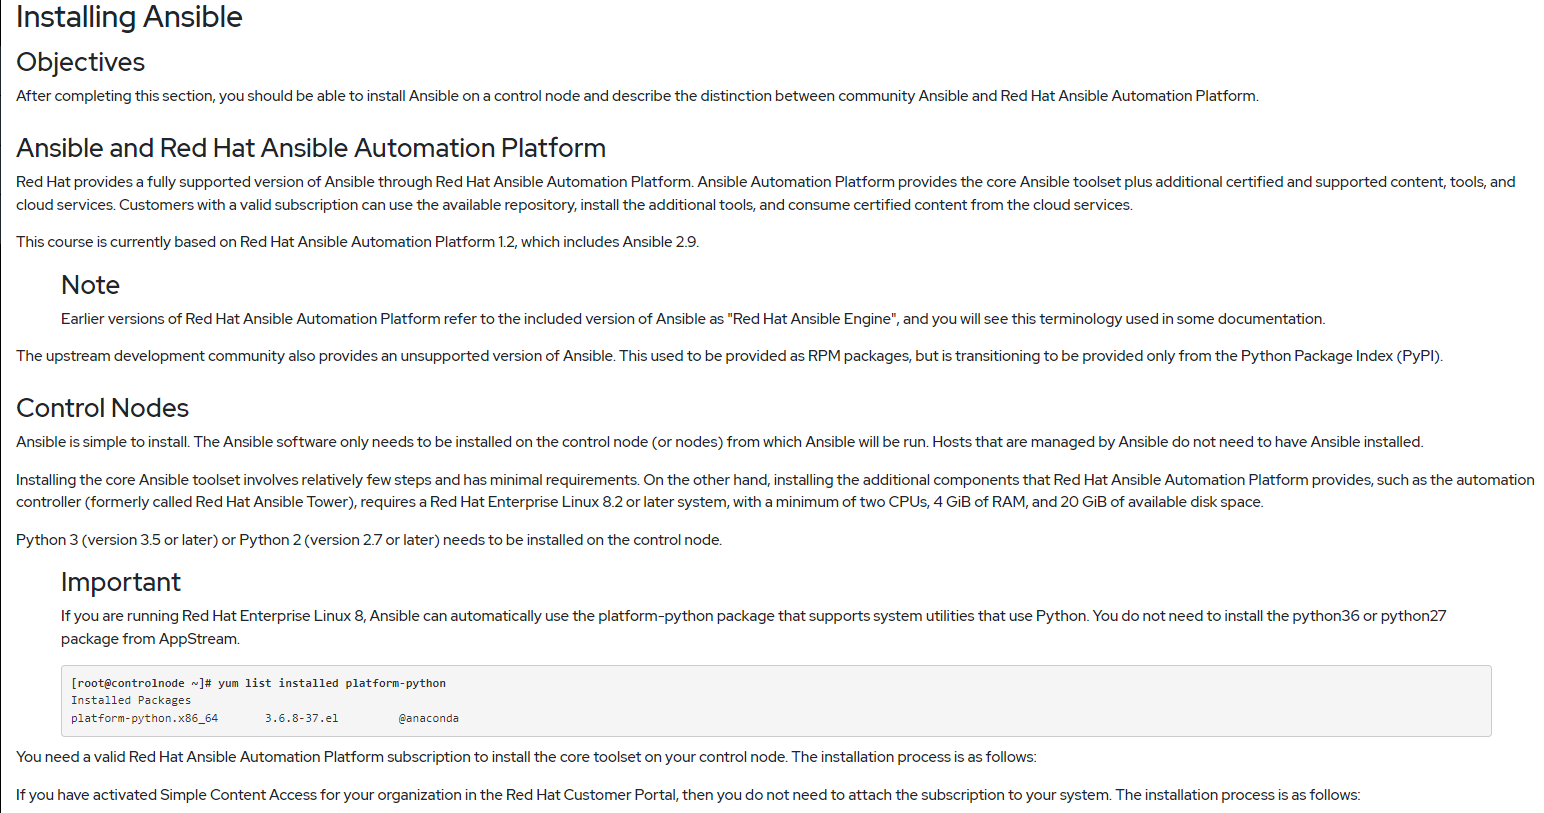 Installing Ansible
Objectives
After completing this section, you should be able to install Ansible on a control node and describe the distinction between community Ansible and Red Hat Ansible Automation Platform.
Ansible and Red Hat Ansible Automation Platform
Red Hat provides a fully supported version of Ansible through Red Hat Ansible Automation Platform. Ansible Automation Platform provides the core Ansible toolset plus additional certified and supported content, tools, and
cloud services. Customers with a valid subscription can use the available repository, install the additional tools, and consume certified content from the cloud services.
This course is currently based on Red Hat Ansible Automation Platform 1.2, which includes Ansible 2.9.
Note
Earlier versions of Red Hat Ansible Automation Platform refer to the included version of Ansible as "Red Hat Ansible Engine", and you will see this terminology used in some documentation.
The upstream development community also provides an unsupported version of Ansible. This used to be provided as RPM packages, but is transitioning to be provided only from the Python Package Index (PyPI).
Control Nodes
Ansible is simple to install. The Ansible software only needs to be installed on the control node (or nodes) from which Ansible will be run. Hosts that are managed by Ansible do not need to have Ansible installed.
Installing the core Ansible toolset involves relatively few steps and has minimal requirements. On the other hand, installing the additional components that Red Hat Ansible Automation Platform provides, such as the automation
controller (formerly called Red Hat Ansible Tower), requires a Red Hat Enterprise Linux 8.2 or later system, with a minimum of two CPUs, 4 GiB of RAM, and 20 GiB of available disk space.
Python 3 (version 3.5 or later) or Python 2 (version 2.7 or later) needs to be installed on the control node.
Important
If you are running Red Hat Enterprise Linux 8, Ansible can automatically use the platform-python package that supports system utilities that use Python. You do not need to install the python36 or python27
package from AppStream.
[root@controlnode ~]# yum list installed platform-python
Installed Packages
platform-python.x86_64 3.6.8-37.el @anaconda
You need a valid Red Hat Ansible Automation Platform subscription to install the core toolset on your control node. The installation process is as follows:
If you have activated Simple Content Access for your organization in the Red Hat Customer Portal, then you do not need to attach the subscription to your system. The installation process is as follows: